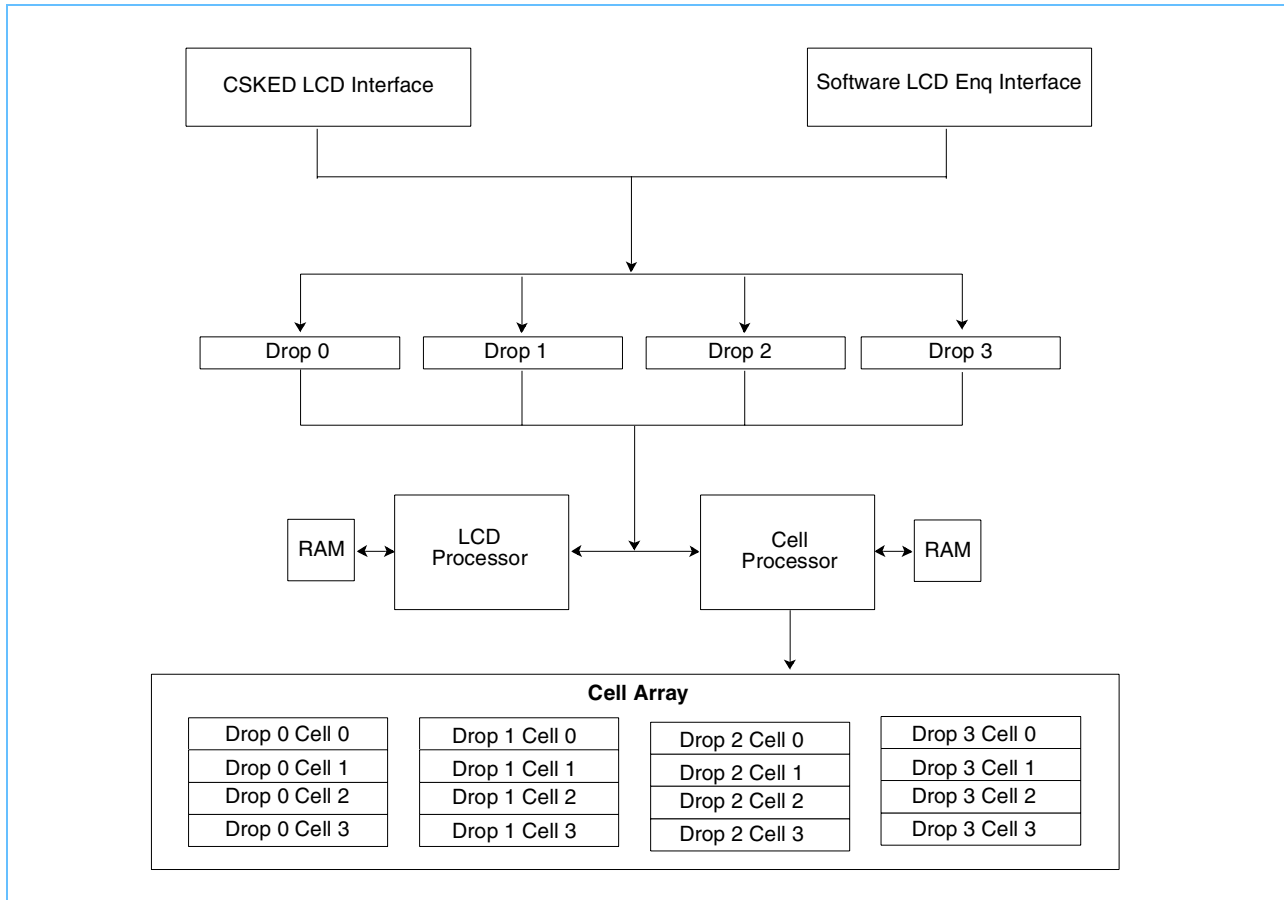 CSKED LCD Interface
Software LCD Enq Interface
Drop 0
Drop 1
Drop 2
Drop 3
RAM
LCD
Processor
Cell
Processor
RAM
Cell Array
Drop 0 Cell 0
Drop 0 Cell 1
Drop 0 Cell 2
Drop 0 Cell 3
Drop 1 Cell 0
Drop 1 Cell 1
Drop 1 Cell 2
Drop 1 Cell 3
Drop 2 Cell 0
Drop 2 Cell 1
Drop 2 Cell 2
Drop 2 Cell 3
Drop 3 Cell 0
Drop 3 Cell 1
Drop 3 Cell 2
Drop 3 Cell 3